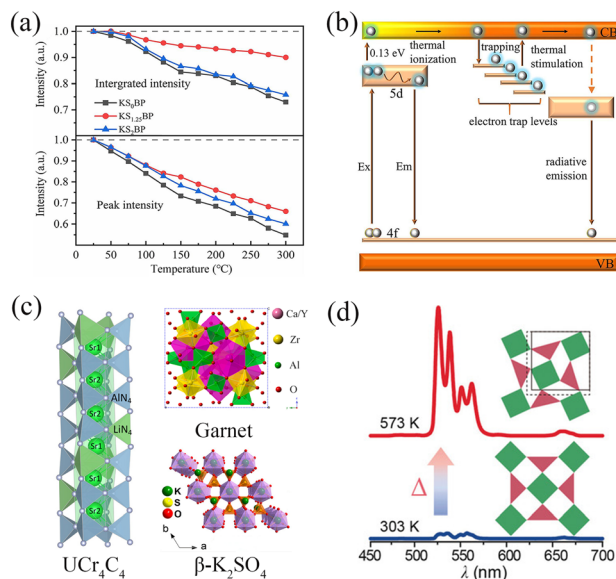 (a)
1.0
0.9
0.8
0.7
Intensity (a.u.)
Intergrated intensity
KS0BP
KS1.25BP
KS2BP
1.0
0.9
0.8
0.7
0.6
Intensity (a.u.)
Peak intensity
0 50 100 150 200 250 300
Temperature (°C)
(b)
CB
0.13 eV
thermal
ionization
trapping
thermal
stimulation
5d
electron trap levels
Ex
Em
radiative
emission
4f
VB
(c)
Sr1
Sr2
AlN4
Sr2
LiN4
Sr1
Sr1
Sr2
UCr4C4
Ca/Y
Zr
Al
O
Garnet
K
S
O
b
a
β-K2SO4
(d)
573 K
Δ
303 K
450 500 550 600 650 700
λ (nm)